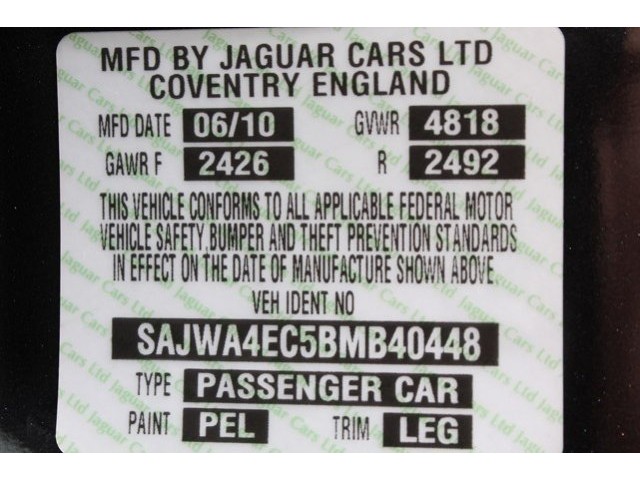 MFD BY JAGUAR CARS LTD
COVENTRY ENGLAND
MFD DATE 06/10 GVWR 4818
GAWR F 2426 R 2492
THIS VEHICLE CONFORMS TO ALL APPLICABLE FEDERAL MOTOR
VEHICLE SAFETY, BUMPER AND THEFT PREVENTION STANDARDS
IN EFFECT ON THE DATE OF MANUFACTURE SHOWN ABOVE.
VEH IDENT NO
SAJWA4EC5BMB40448
TYPE PASSENGER CAR
PAINT PEL TRIM LEG